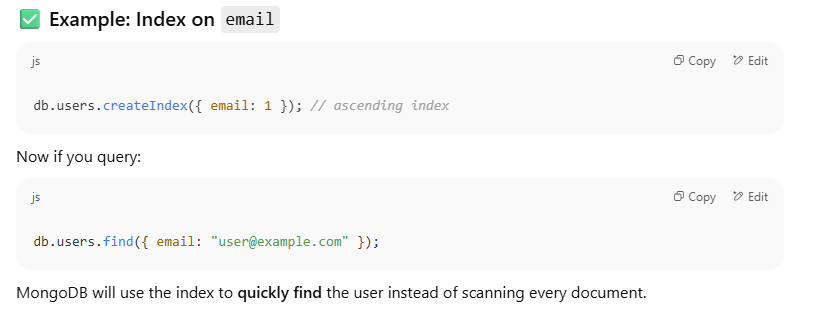 ✅ Example: Index on email
js
Copy Edit
db.users.createIndex({ email: 1 }); // ascending index
Now if you query:
js
Copy Edit
db.users.find({ email: "user@example.com" });
MongoDB will use the index to quickly find the user instead of scanning every document.